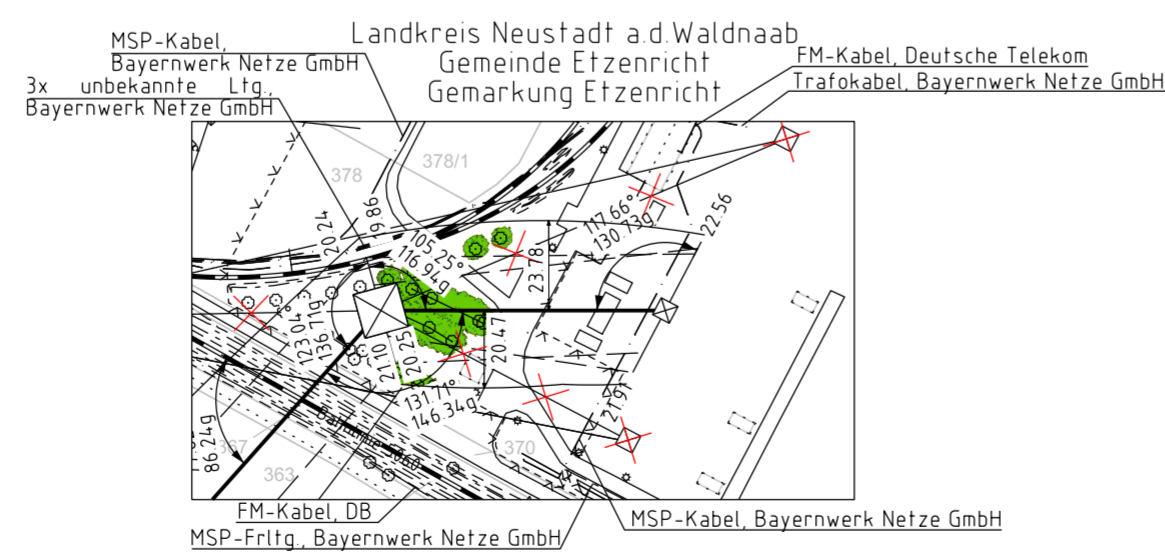 Landkreis Neustadt a.d.Waldnaab
Gemeinde Etzenricht
Gemarkung Etzenricht
MSP-Kabel,
Bayernwerk Netze GmbH
3x unbekannte Ltg.,
Bayernwerk Netze GmbH
FM-Kabel, Deutsche Telekom
Trafokabel, Bayernwerk Netze GmbH
378
378/1
20.24
19.86
105.25°
116.94g
117.66°
130.73g
22.56
23.78
123.04°
136.71g
21.10
20.25
20.47
131.71°
146.34g
21.91
86.24g
367
363
370
FM-Kabel, DB
MSP-Frltg., Bayernwerk Netze GmbH
MSP-Kabel, Bayernwerk Netze GmbH